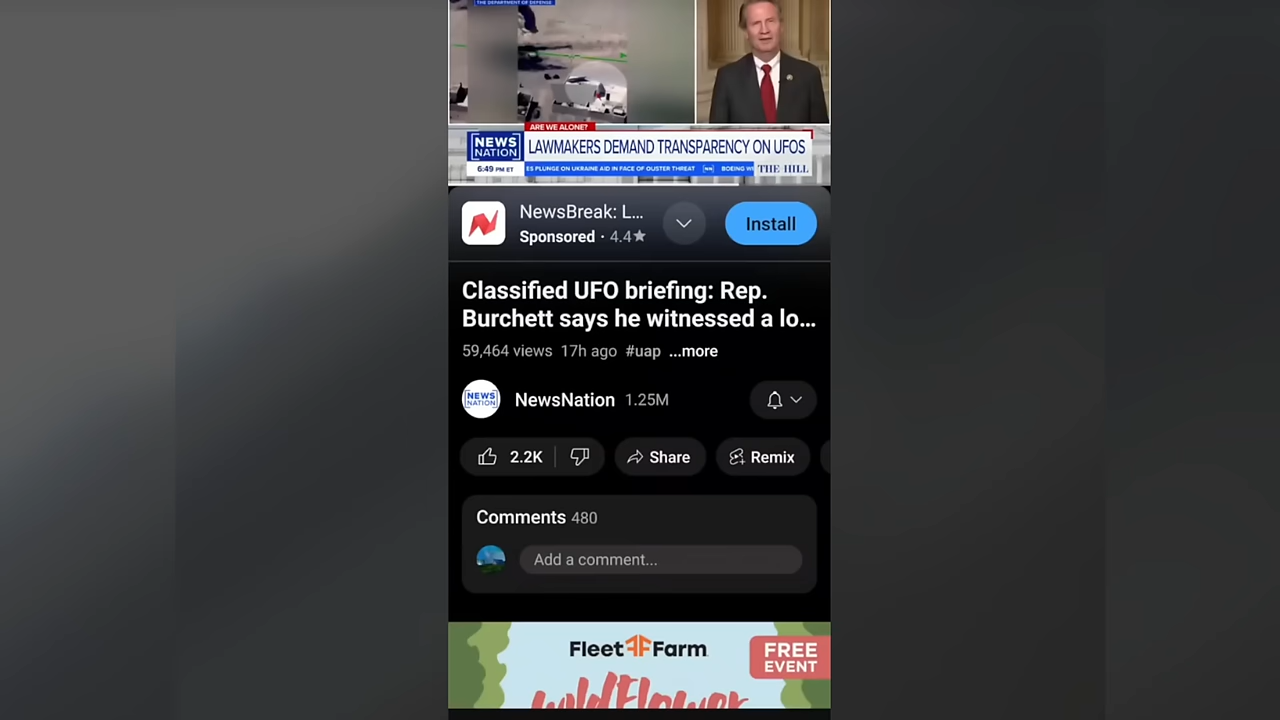 THE DEPARTMENT OF DEFENSE
ARE WE ALONE?
NEWS NATION
LAWMAKERS DEMAND TRANSPARENCY ON UFOS
6:49 PM ET
ES PLUNGE ON UKRAINE AID IN FACE OF OUSTER THREAT
NN
BOEING WI
THE HILL
NewsBreak: L...
Sponsored · 4.4★
Install
Classified UFO briefing: Rep.
Burchett says he witnessed a lo...
59,464 views 17h ago #uap ...more
NEWS NATION
NewsNation 1.25M
2.2K
Share
Remix
Comments 480
Add a comment...
Fleet Farm
FREE
EVENT
wildFlower